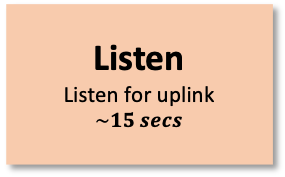 Listen
Listen for uplink
~15 secs